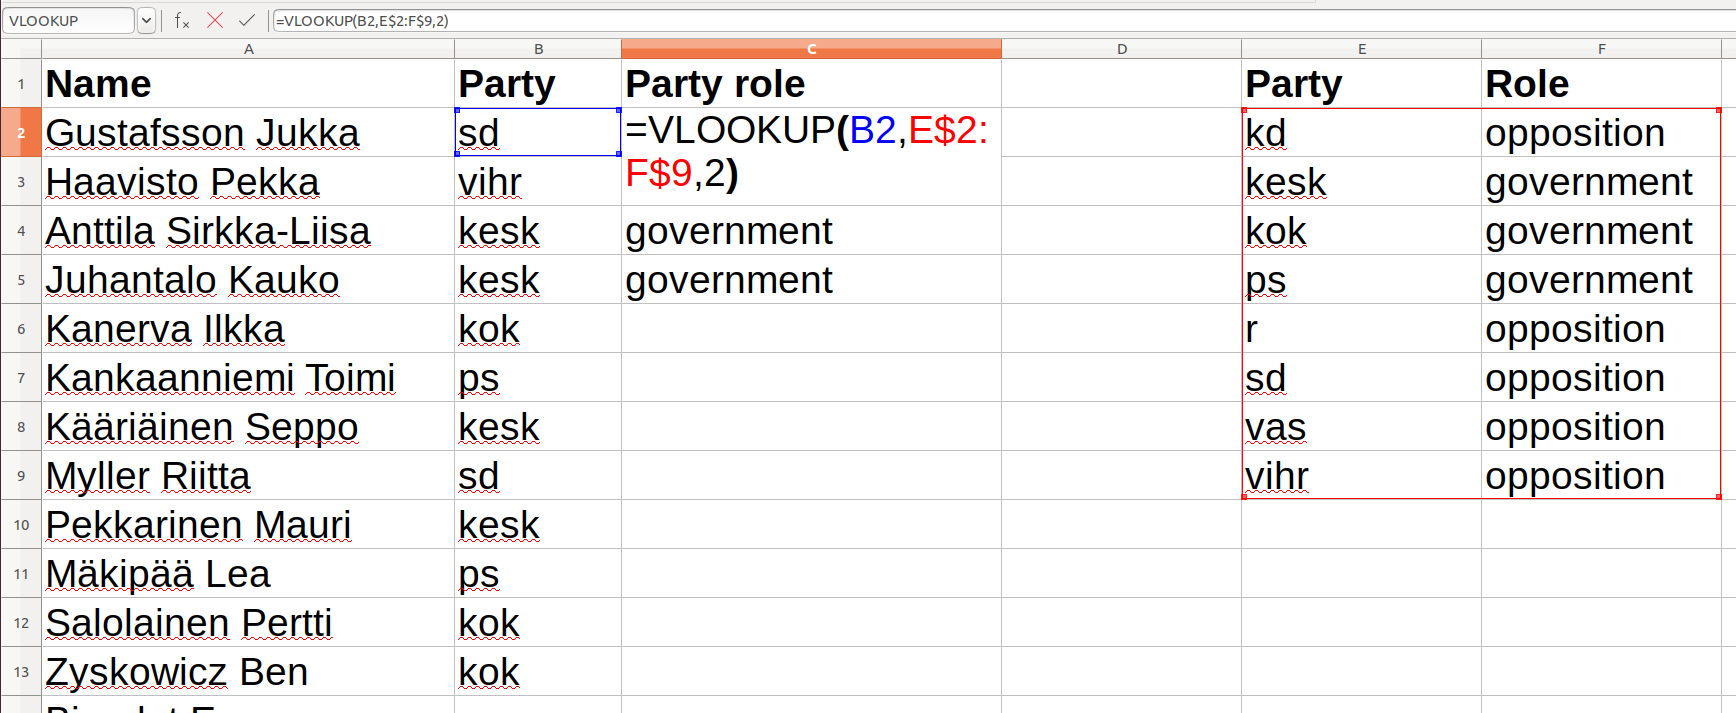 VLOOKUP fx =VLOOKUP(B2,E$2:F$9,2)
A B C D E F
1 Name Party Party role Party Role
2 Gustafsson Jukka sd =VLOOKUP(B2,E$2: kd opposition
F$9,2)
3 Haavisto Pekka vihr kesk government
4 Anttila Sirkka-Liisa kesk government kok government
5 Juhantalo Kauko kesk government ps government
6 Kanerva Ilkka kok r opposition
7 Kankaanniemi Toimi ps sd opposition
8 Kääriäinen Seppo kesk vas opposition
9 Myller Riitta sd vihr opposition
10 Pekkarinen Mauri kesk
11 Mäkipää Lea ps
12 Salolainen Pertti kok
13 Zyskowicz Ben kok